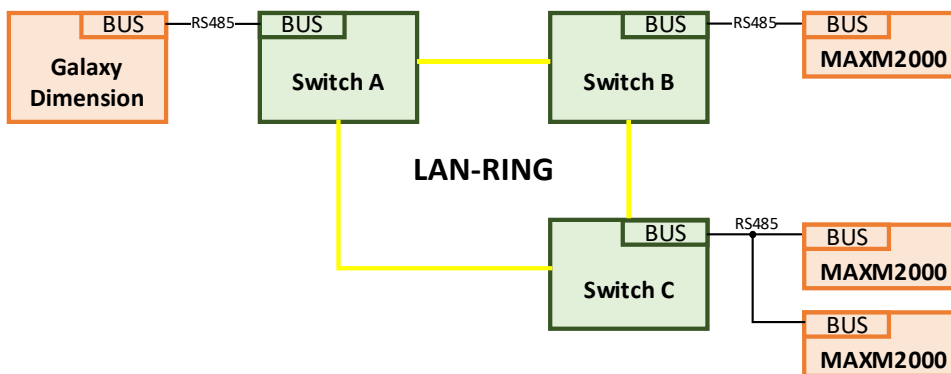 BUS
RS485
BUS
BUS
RS485
BUS
Galaxy
Dimension
Switch A
Switch B
MAXM2000
LAN-RING
BUS
RS485
BUS
Switch C
MAXM2000
BUS
MAXM2000